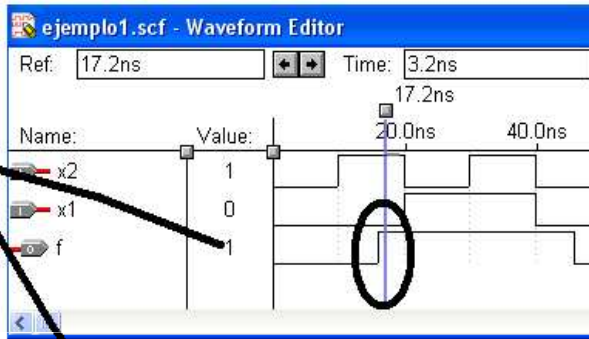 ejemplo1.scf - Waveform Editor
Ref: 17.2ns Time: 3.2ns
17.2ns
Name: Value: 20.0ns 40.0ns
x2 1
x1 0
f 1